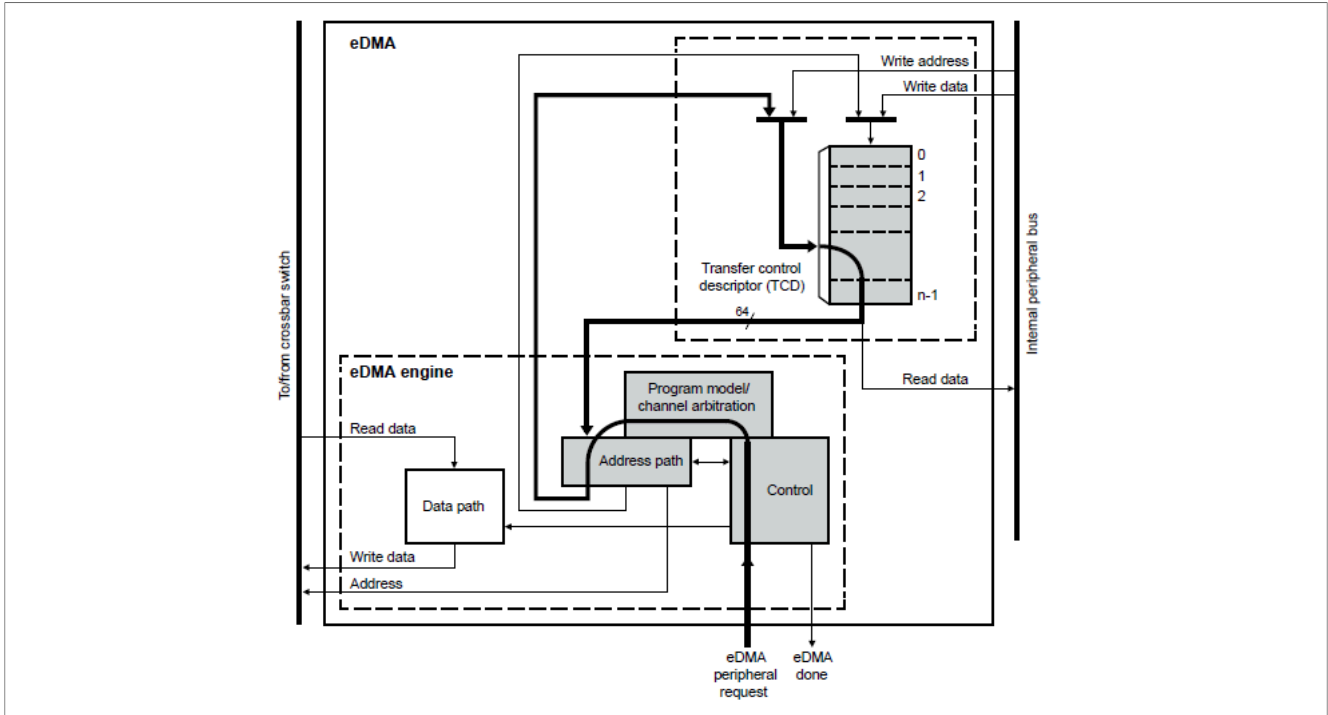 eDMA
Write address
Write data
0
1
2
Transfer control
descriptor (TCD)
n-1
64
To/from crossbar switch
Internal peripheral bus
eDMA engine
Program model/
channel arbitration
Read data
Read data
Address path
Control
Data path
Write data
Address
eDMA
peripheral
request
eDMA
done